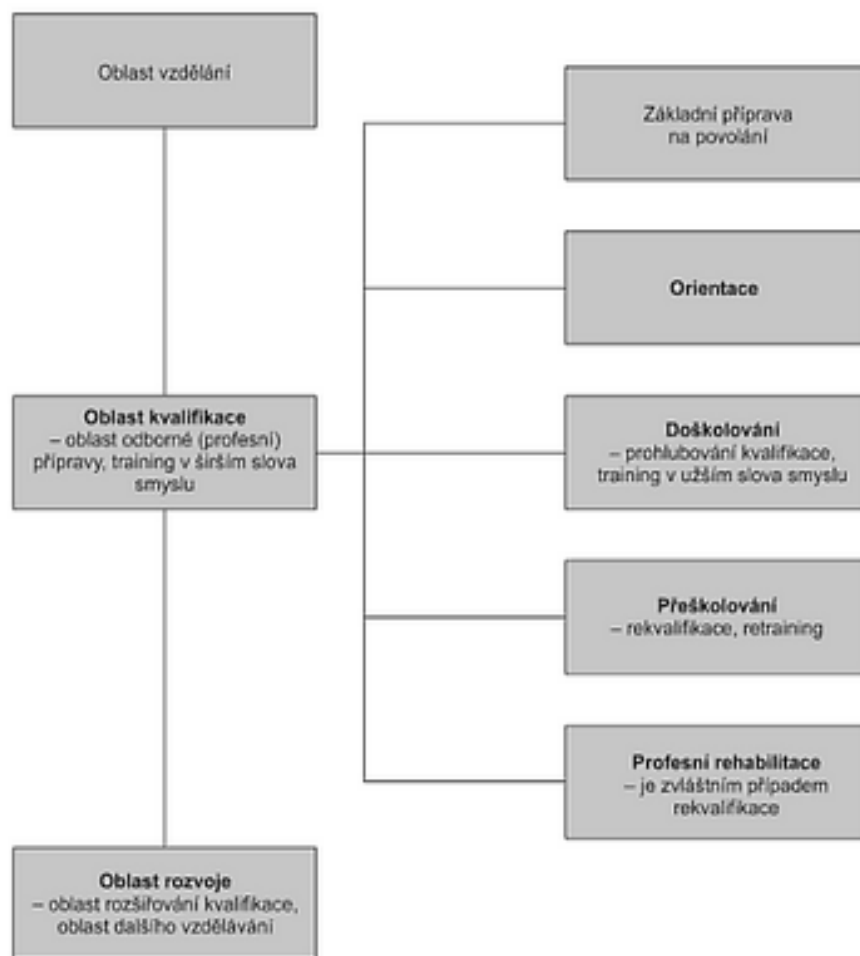 Oblast vzdělání
Základní příprava
na povolání
Orientace
Oblast kvalifikace
– oblast odborné (profesní)
přípravy, training v širším slova
smyslu
Doškolování
– prohlubování kvalifikace,
training v užším slova smyslu
Přeškolování
– rekvalifikace, retraining
Profesní rehabilitace
– je zvláštním případem
rekvalifikace
Oblast rozvoje
– oblast rozšiřování kvalifikace,
oblast dalšího vzdělávání